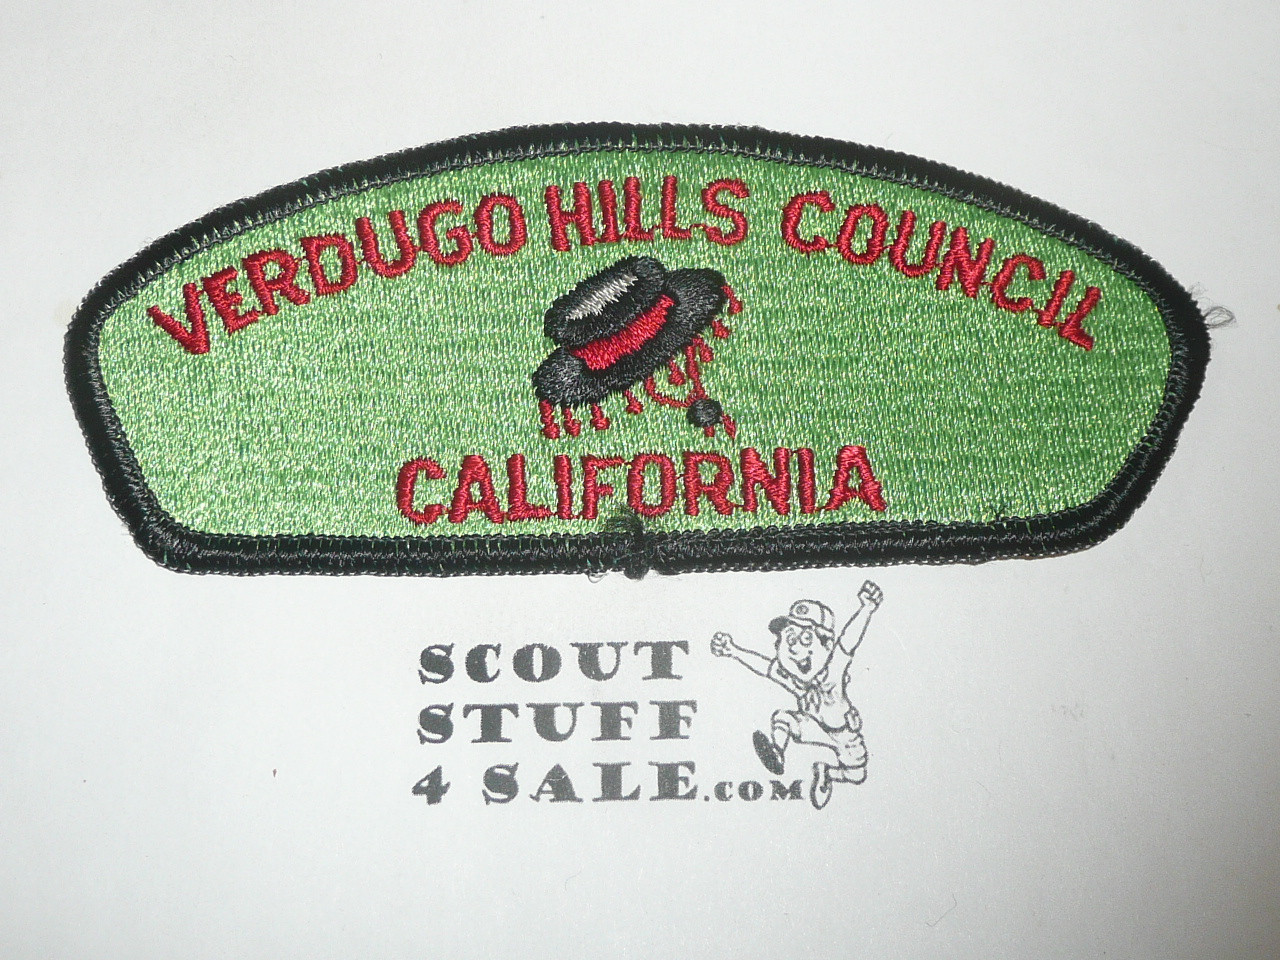 VERDUGO HILLS COUNCIL
CALIFORNIA
SCOUT
STUFF
4 SALE.COM